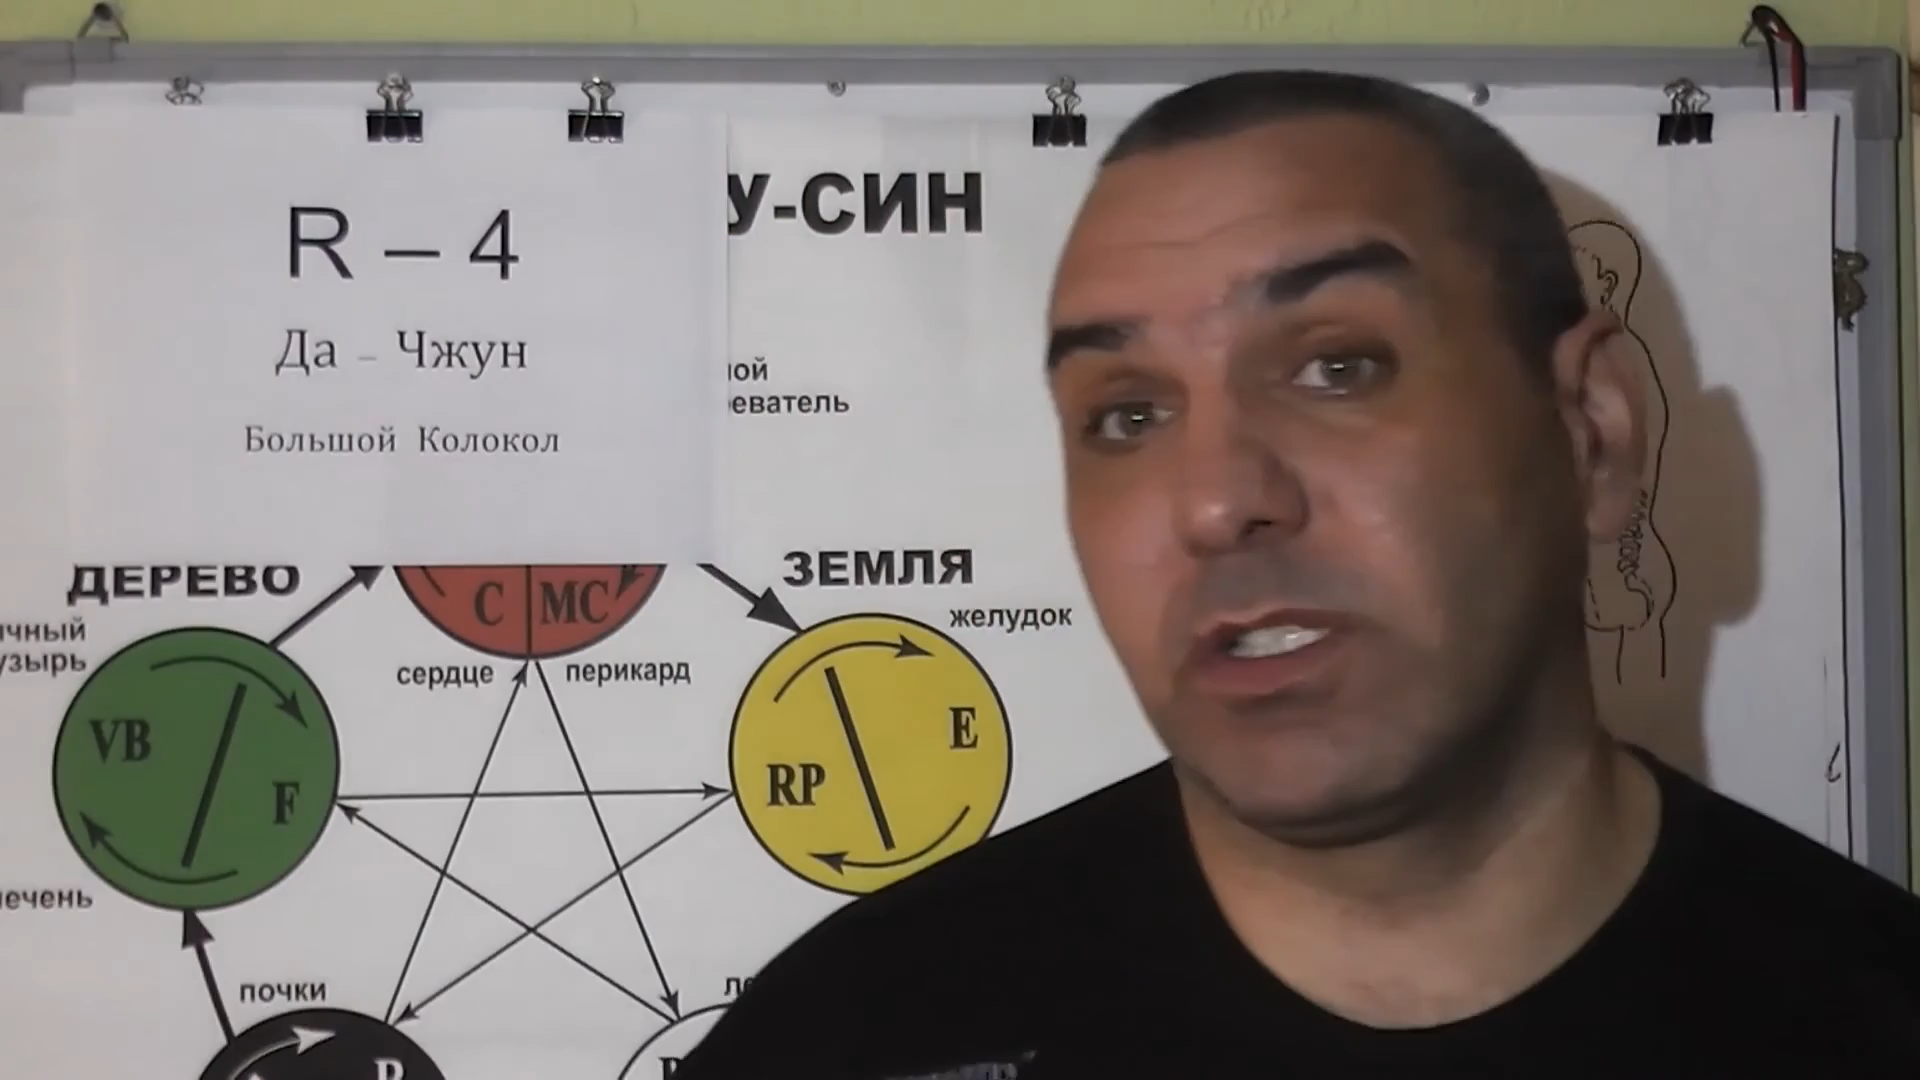 R – 4
Да – Чжун
Большой Колокол
У-СИН
ной
еватель
ДЕРЕВО
ЗЕМЛЯ
желудок
C
MC
сердце
перикард
чный
узырь
VB
F
RP
E
ечень
почки
P